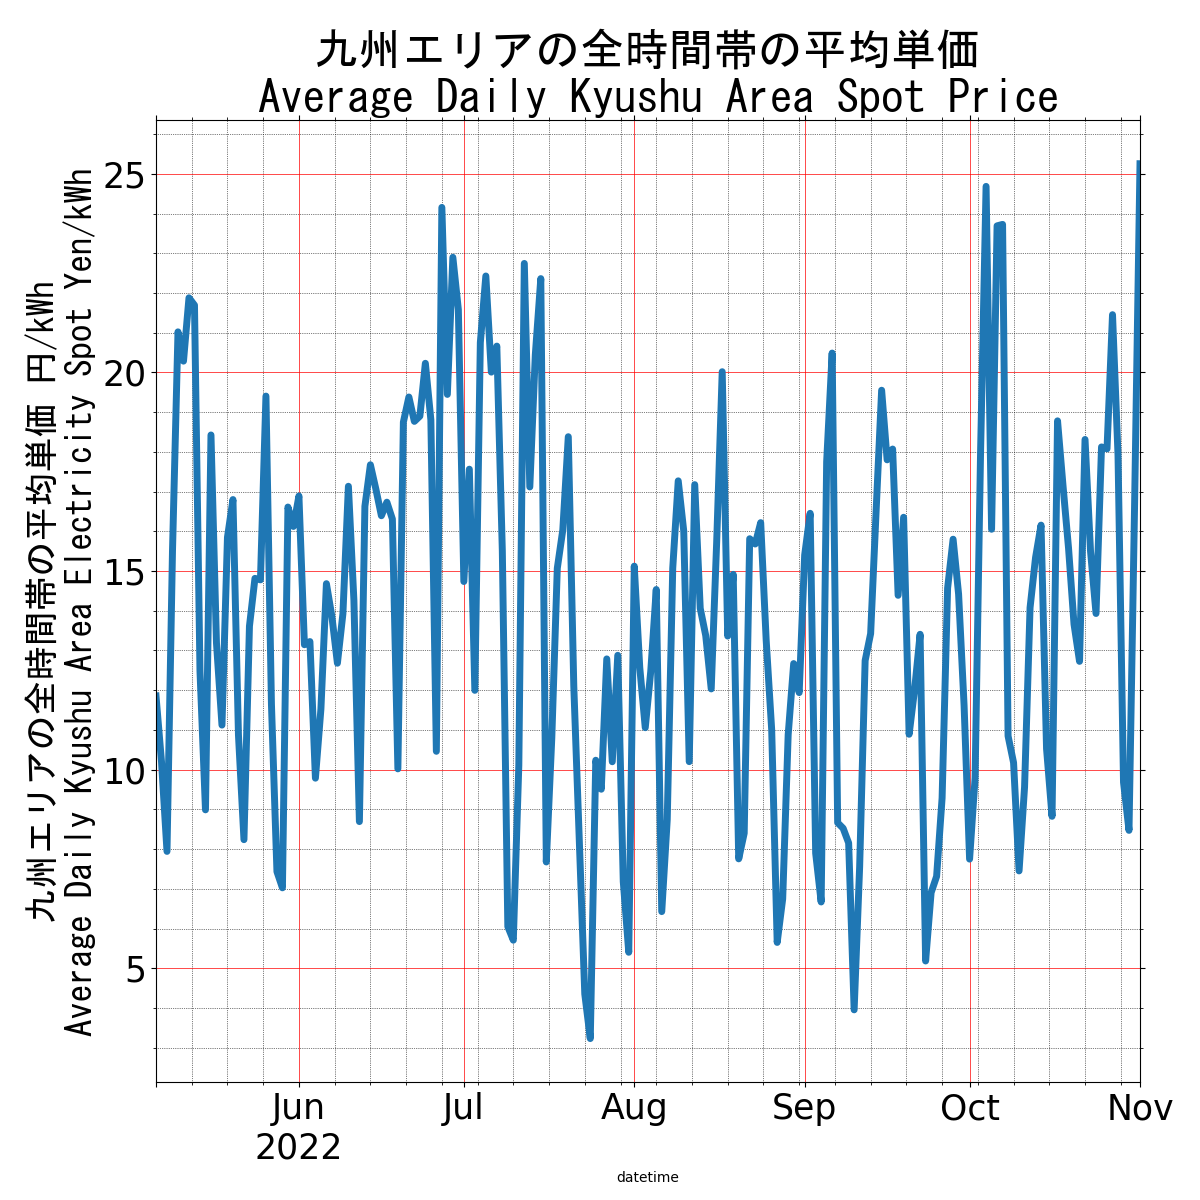 九州エリアの全時間帯の平均単価
Average Daily Kyushu Area Spot Price
九州エリアの全時間帯の平均単価 円/kWh
Average Daily Kyushu Area Electricity Spot Yen/kWh
25
20
15
10
5
Jun
2022
Jul
Aug
Sep
Oct
Nov
datetime